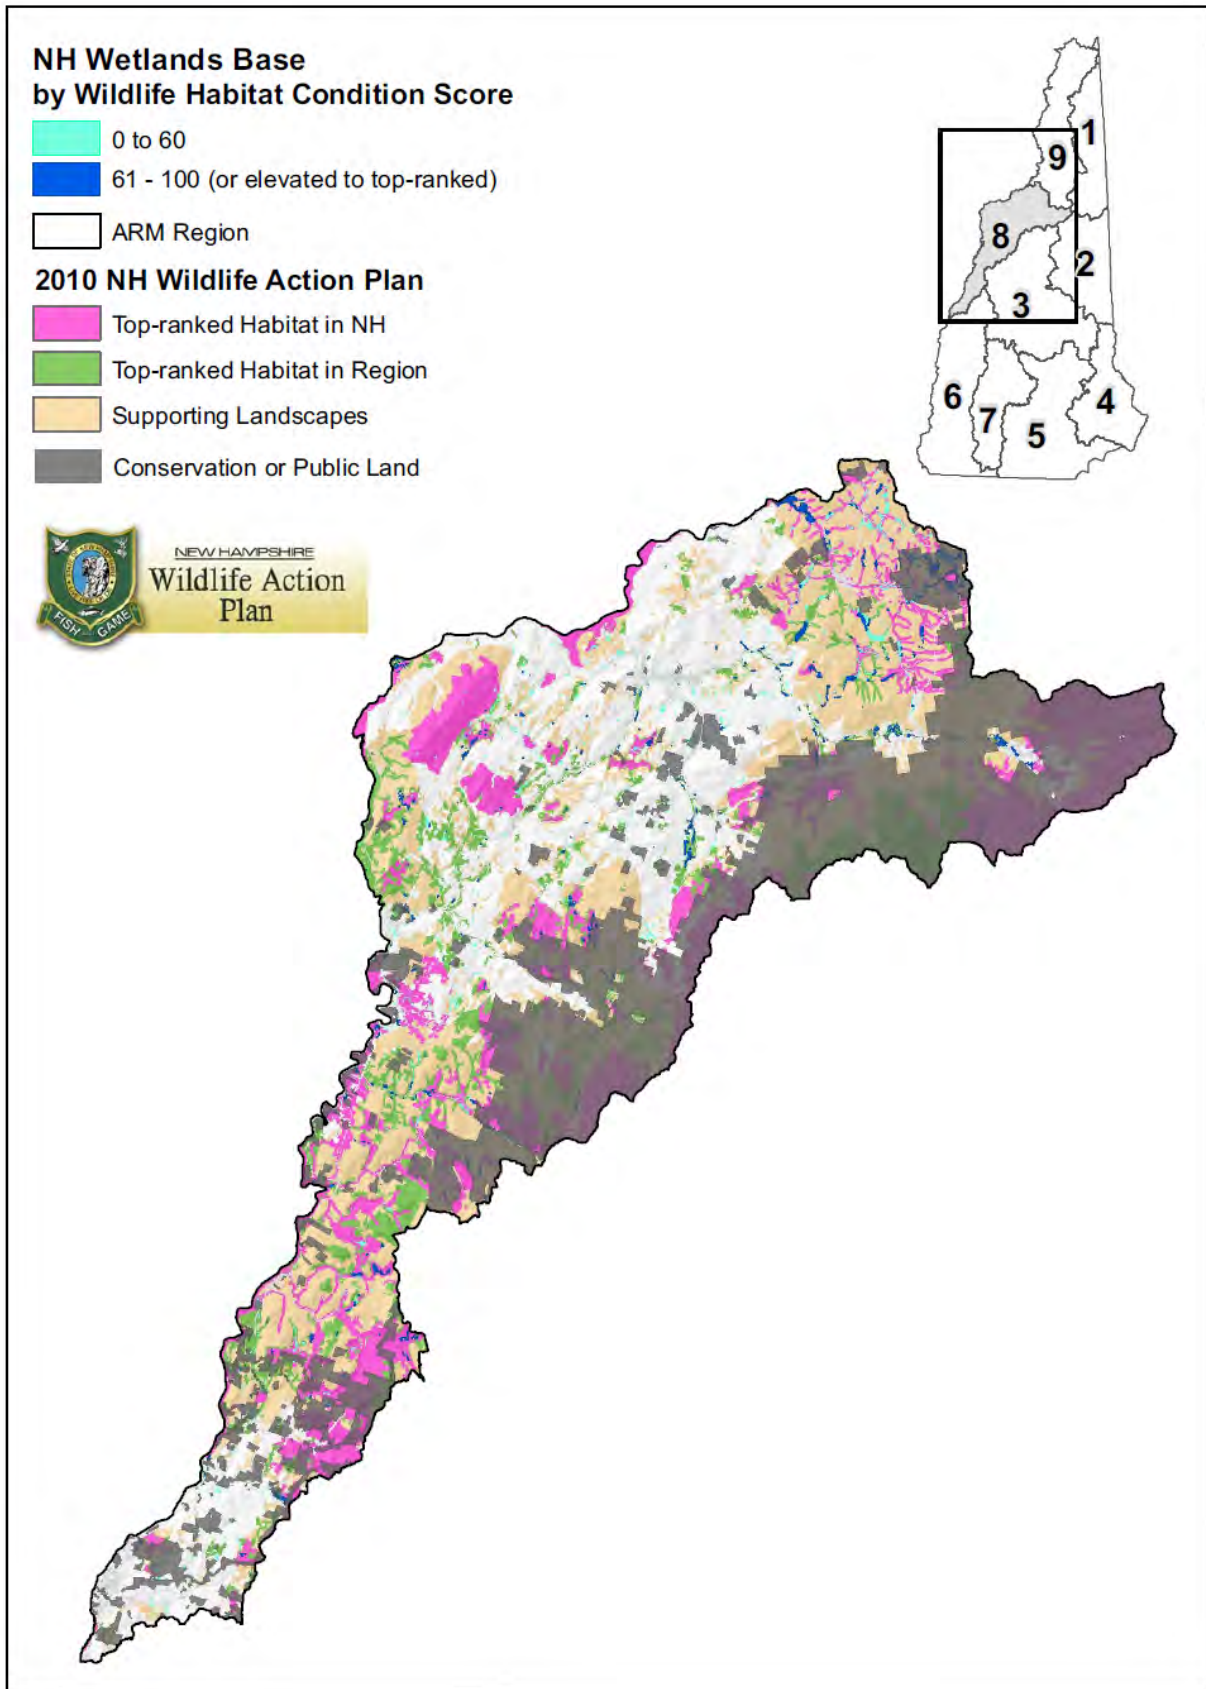 NH Wetlands Base
by Wildlife Habitat Condition Score
0 to 60
61 - 100 (or elevated to top-ranked)
ARM Region
2010 NH Wildlife Action Plan
Top-ranked Habitat in NH
Top-ranked Habitat in Region
Supporting Landscapes
Conservation or Public Land
1
9
8
2
3
6
7
5
4
NEW HAMPSHIRE
Wildlife Action
Plan
FISH AND GAME